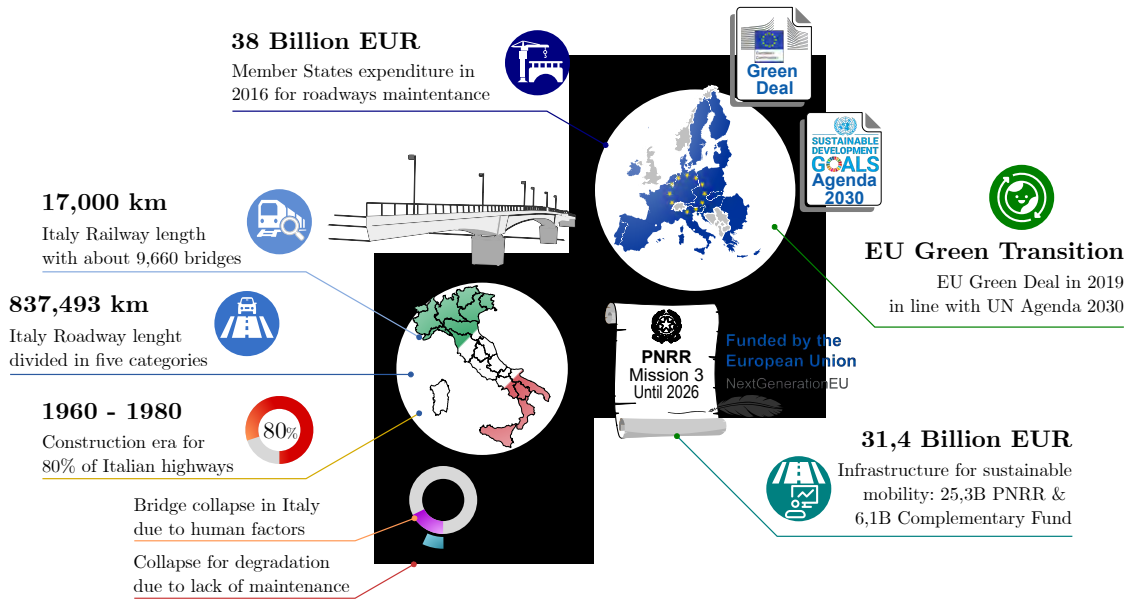 38 Billion EUR
Member States expenditure in
2016 for roadways maintentance
Green
Deal
SUSTAINABLE
DEVELOPMENT
GOALS
Agenda
2030
17,000 km
Italy Railway length
with about 9,660 bridges
EU Green Transition
EU Green Deal in 2019
in line with UN Agenda 2030
837,493 km
Italy Roadway lenght
divided in five categories
PNRR
Mission 3
Until 2026
Funded by the
European Union
NextGenerationEU
1960 - 1980
Construction era for
80% of Italian highways
80%
31,4 Billion EUR
Infrastructure for sustainable
mobility: 25,3B PNRR &
6,1B Complementary Fund
Bridge collapse in Italy
due to human factors
Collapse for degradation
due to lack of maintenance